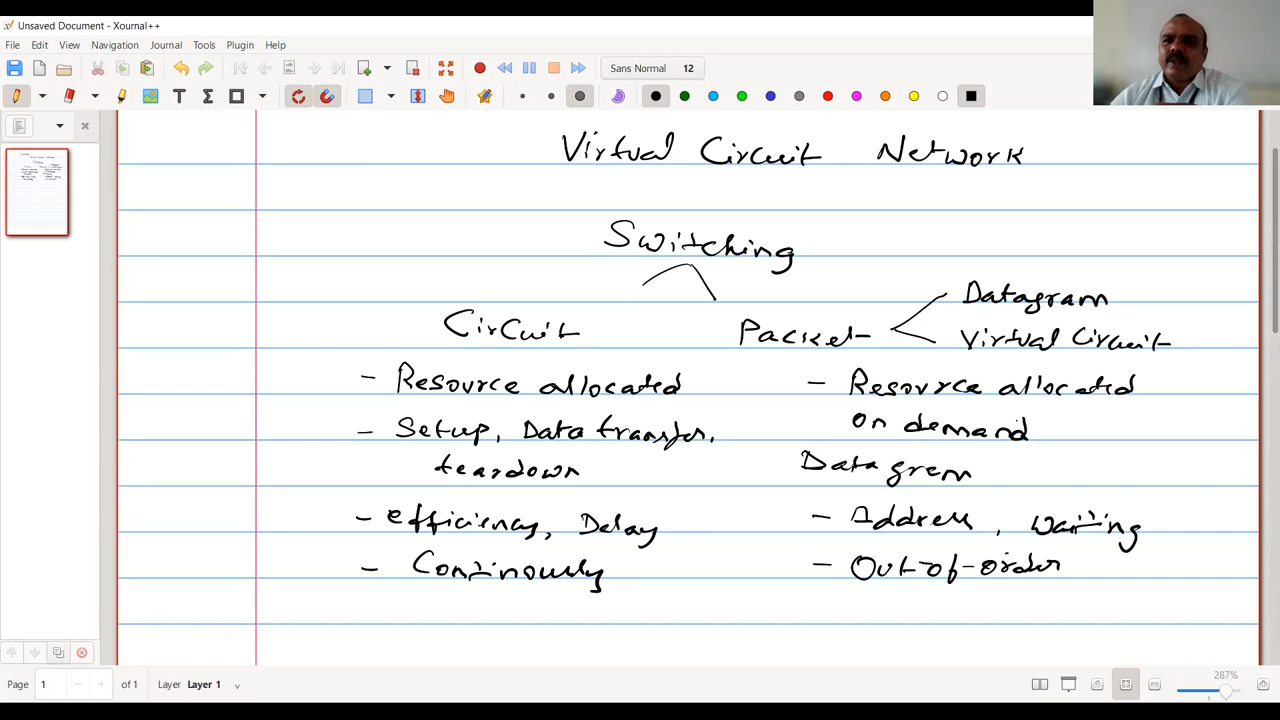 Unsaved Document - Xournal++
File Edit View Navigation Journal Tools Plugin Help
Sans Normal 12
Virtual Circuit Network
Switching
Circuit
Packet
Datagram
Virtual Circuit
- Resource allocated
- Setup, Data transfer,
teardown
- efficiency, Delay
- Continously
- Resource allocated
on demand
Datagrem
- Address, Waiting
- Out-of-order
Page 1 of 1 Layer Layer 1
287%